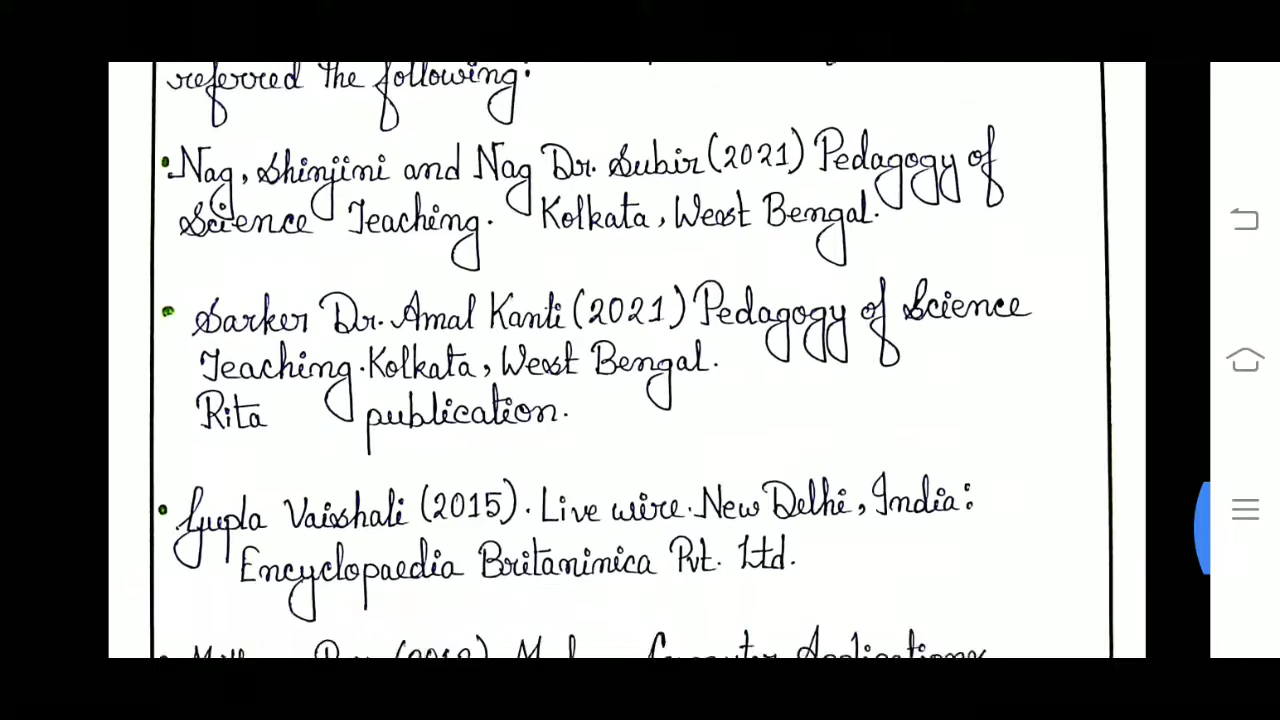 referred the following:
• Nag, Shinjini and Nag Dr. Subir (2021) Pedagogy of
Science Teaching. Kolkata, West Bengal.
• Sarker Dr. Amal Kanti (2021) Pedagogy of Science
Teaching. Kolkata, West Bengal.
Rita publication.
• Gupta Vaishali (2015). Live wire. New Delhi, India:
Encyclopaedia Britaninica Pvt. Ltd.
Computer Applications